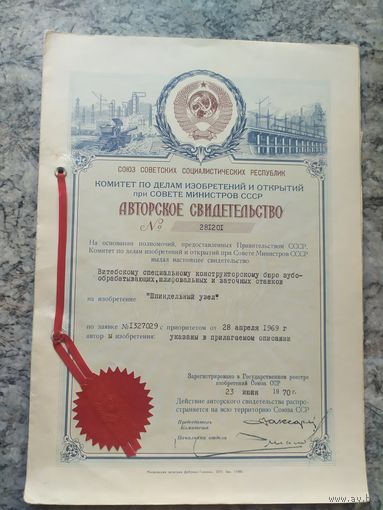 СОЮЗ СОВЕТСКИХ СОЦИАЛИСТИЧЕСКИХ РЕСПУБЛИК
КОМИТЕТ ПО ДЕЛАМ ИЗОБРЕТЕНИЙ И ОТКРЫТИЙ
при СОВЕТЕ МИНИСТРОВ СССР
АВТОРСКОЕ СВИДЕТЕЛЬСТВО
№ 281201
На основании полномочий, предоставленных Правительством СССР,
Комитет по делам изобретений и открытий при Совете Министров СССР
выдал настоящее свидетельство
Витебскому специальному конструкторскому бюро зубо-
обрабатывающих, шлифовальных и заточных станков
на изобретение "Шпиндельный узел"
по заявке № 1327029 с приоритетом от 28 апреля 1969 г
автор ы изобретения: указаны в прилагаемом описании
Зарегистрировано в Государственном реестре
изобретений Союза ССР
23 июня 1970 г.
Действие авторского свидетельства распро-
страняется на всю территорию Союза ССР
Председатель
Комитета
Начальник отдела
av.by